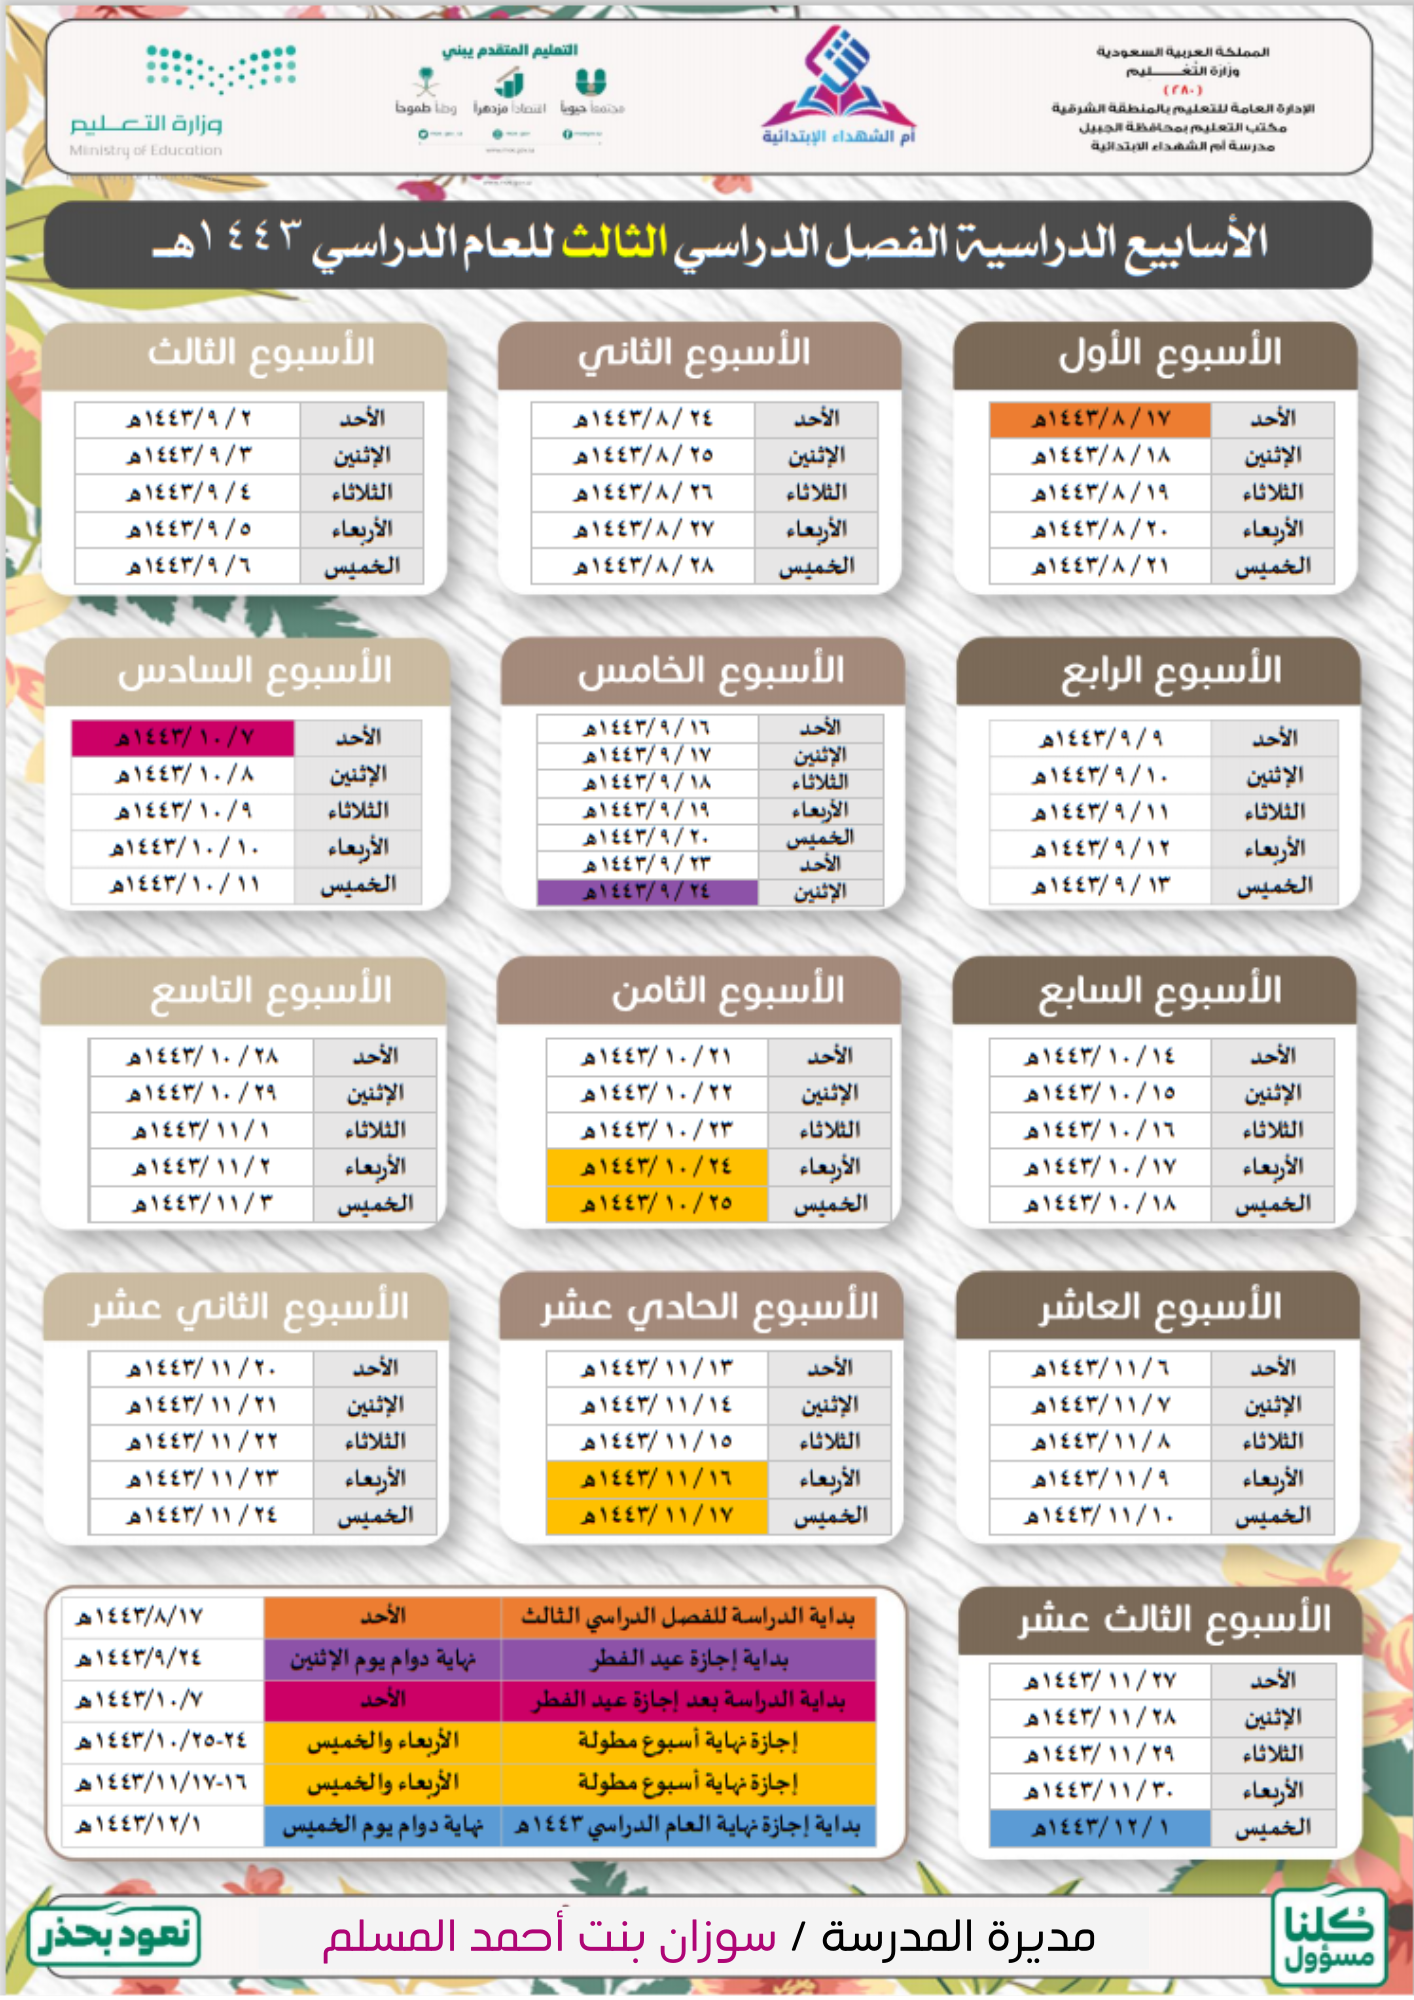 المملكة العربية السعودية
وزارة التعـــــليم
(٢٨٠)
الإدارة العامة للتعليم بالمنطقة الشرقية
مكتب التعليم بمحافظة الجبيل
مدرسة أم الشهداء الابتدائية
أم الشهداء الإبتدائية
التعليم المتقدم يبني
مجتمعاً حيوياً اقتصاداً مزدهراً وطناً طموحاً
وزارة التعـــليم
Ministry of Education
الأسابيع الدراسية الفصل الدراسي الثالث للعام الدراسي ١٤٤٣هـ
الأسبوع الأول
الأحد ١٧ /٨ /١٤٤٣هـ
الإثنين ١٨ /٨ /١٤٤٣هـ
الثلاثاء ١٩ /٨ /١٤٤٣هـ
الأربعاء ٢٠ /٨ /١٤٤٣هـ
الخميس ٢١ /٨ /١٤٤٣هـ
الأسبوع الثاني
الأحد ٢٤ /٨ /١٤٤٣هـ
الإثنين ٢٥ /٨ /١٤٤٣هـ
الثلاثاء ٢٦ /٨ /١٤٤٣هـ
الأربعاء ٢٧ /٨ /١٤٤٣هـ
الخميس ٢٨ /٨ /١٤٤٣هـ
الأسبوع الثالث
الأحد ٢ / ٩ /١٤٤٣هـ
الإثنين ٣ / ٩ /١٤٤٣هـ
الثلاثاء ٤ / ٩ /١٤٤٣هـ
الأربعاء ٥ / ٩ /١٤٤٣هـ
الخميس ٦ / ٩ /١٤٤٣هـ
الأسبوع الرابع
الأحد ٩ / ٩ /١٤٤٣هـ
الإثنين ١٠ / ٩ /١٤٤٣هـ
الثلاثاء ١١ / ٩ /١٤٤٣هـ
الأربعاء ١٢ / ٩ /١٤٤٣هـ
الخميس ١٣ / ٩ /١٤٤٣هـ
الأسبوع الخامس
الأحد ١٦ / ٩ /١٤٤٣هـ
الإثنين ١٧ / ٩ /١٤٤٣هـ
الثلاثاء ١٨ / ٩ /١٤٤٣هـ
الأربعاء ١٩ / ٩ /١٤٤٣هـ
الخميس ٢٠ / ٩ /١٤٤٣هـ
الأحد ٢٣ / ٩ /١٤٤٣هـ
الإثنين ٢٤ / ٩ /١٤٤٣هـ
الأسبوع السادس
الأحد ٧ / ١٠ /١٤٤٣هـ
الإثنين ٨ / ١٠ /١٤٤٣هـ
الثلاثاء ٩ / ١٠ /١٤٤٣هـ
الأربعاء ١٠ / ١٠ /١٤٤٣هـ
الخميس ١١ / ١٠ /١٤٤٣هـ
الأسبوع السابع
الأحد ١٤ / ١٠ /١٤٤٣هـ
الإثنين ١٥ / ١٠ /١٤٤٣هـ
الثلاثاء ١٦ / ١٠ /١٤٤٣هـ
الأربعاء ١٧ / ١٠ /١٤٤٣هـ
الخميس ١٨ / ١٠ /١٤٤٣هـ
الأسبوع الثامن
الأحد ٢١ / ١٠ /١٤٤٣هـ
الإثنين ٢٢ / ١٠ /١٤٤٣هـ
الثلاثاء ٢٣ / ١٠ /١٤٤٣هـ
الأربعاء ٢٤ / ١٠ /١٤٤٣هـ
الخميس ٢٥ / ١٠ /١٤٤٣هـ
الأسبوع التاسع
الأحد ٢٨ / ١٠ /١٤٤٣هـ
الإثنين ٢٩ / ١٠ /١٤٤٣هـ
الثلاثاء ١ / ١١ /١٤٤٣هـ
الأربعاء ٢ / ١١ /١٤٤٣هـ
الخميس ٣ / ١١ /١٤٤٣هـ
الأسبوع العاشر
الأحد ٦ / ١١ /١٤٤٣هـ
الإثنين ٧ / ١١ /١٤٤٣هـ
الثلاثاء ٨ / ١١ /١٤٤٣هـ
الأربعاء ٩ / ١١ /١٤٤٣هـ
الخميس ١٠ / ١١ /١٤٤٣هـ
الأسبوع الحادي عشر
الأحد ١٣ / ١١ /١٤٤٣هـ
الإثنين ١٤ / ١١ /١٤٤٣هـ
الثلاثاء ١٥ / ١١ /١٤٤٣هـ
الأربعاء ١٦ / ١١ /١٤٤٣هـ
الخميس ١٧ / ١١ /١٤٤٣هـ
الأسبوع الثاني عشر
الأحد ٢٠ / ١١ /١٤٤٣هـ
الإثنين ٢١ / ١١ /١٤٤٣هـ
الثلاثاء ٢٢ / ١١ /١٤٤٣هـ
الأربعاء ٢٣ / ١١ /١٤٤٣هـ
الخميس ٢٤ / ١١ /١٤٤٣هـ
الأسبوع الثالث عشر
الأحد ٢٧ / ١١ /١٤٤٣هـ
الإثنين ٢٨ / ١١ /١٤٤٣هـ
الثلاثاء ٢٩ / ١١ /١٤٤٣هـ
الأربعاء ٣٠ / ١١ /١٤٤٣هـ
الخميس ١ / ١٢ /١٤٤٣هـ
بداية الدراسة للفصل الدراسي الثالث الأحد ١٤٤٣/٨/١٧هـ
بداية إجازة عيد الفطر نهاية دوام يوم الإثنين ١٤٤٣/٩/٢٤هـ
بداية الدراسة بعد إجازة عيد الفطر الأحد ١٤٤٣/١٠/٧هـ
إجازة نهاية أسبوع مطولة الأربعاء والخميس ٢٤-١٤٤٣/١٠/٢٥هـ
إجازة نهاية أسبوع مطولة الأربعاء والخميس ١٦-١٤٤٣/١١/١٧هـ
بداية إجازة نهاية العام الدراسي ١٤٤٣هـ نهاية دوام يوم الخميس ١٤٤٣/١٢/١هـ
كُلنا مسؤول
مديرة المدرسة / سوزان بنت أحمد المسلم
نعود بحذر